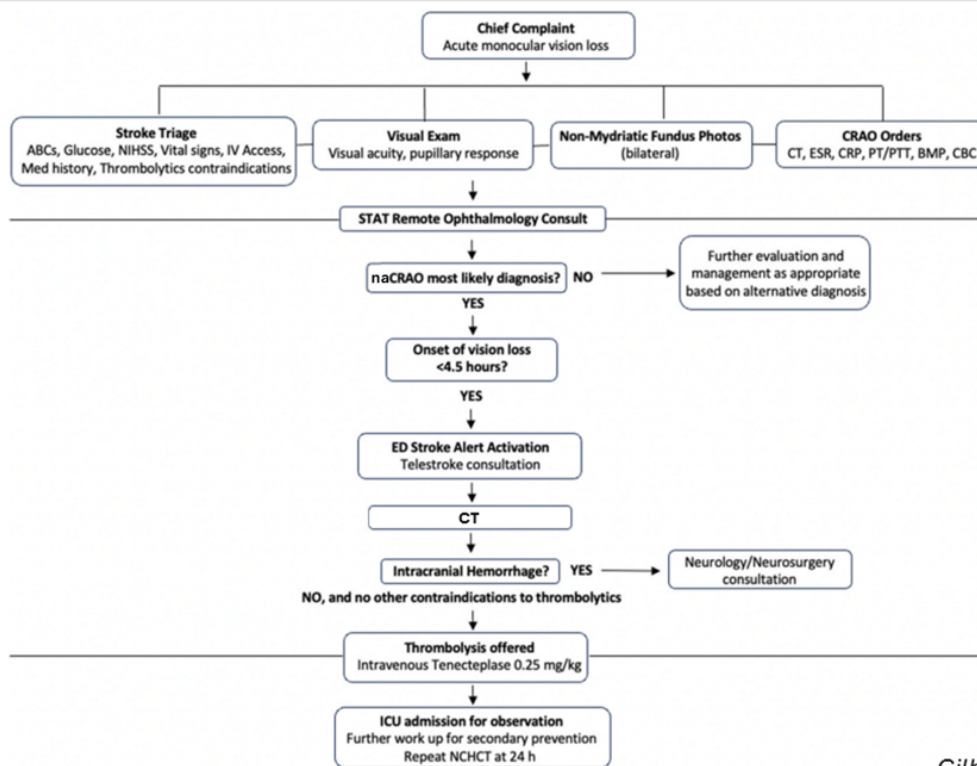 Chief Complaint
Acute monocular vision loss
Stroke Triage
ABCs, Glucose, NIHSS, Vital signs, IV Access,
Med history, Thrombolytics contraindications
Visual Exam
Visual acuity, pupillary response
Non-Mydriatic Fundus Photos
(bilateral)
CRAO Orders
CT, ESR, CRP, PT/PTT, BMP, CBC
STAT Remote Ophthalmology Consult
naCRAO most likely diagnosis? NO
Further evaluation and
management as appropriate
based on alternative diagnosis
YES
Onset of vision loss
<4.5 hours?
YES
ED Stroke Alert Activation
Telestroke consultation
CT
Intracranial Hemorrhage? YES
Neurology/Neurosurgery
consultation
NO, and no other contraindications to thrombolytics
Thrombolysis offered
Intravenous Tenecteplase 0.25 mg/kg
ICU admission for observation
Further work up for secondary prevention
Repeat NCHCT at 24 h